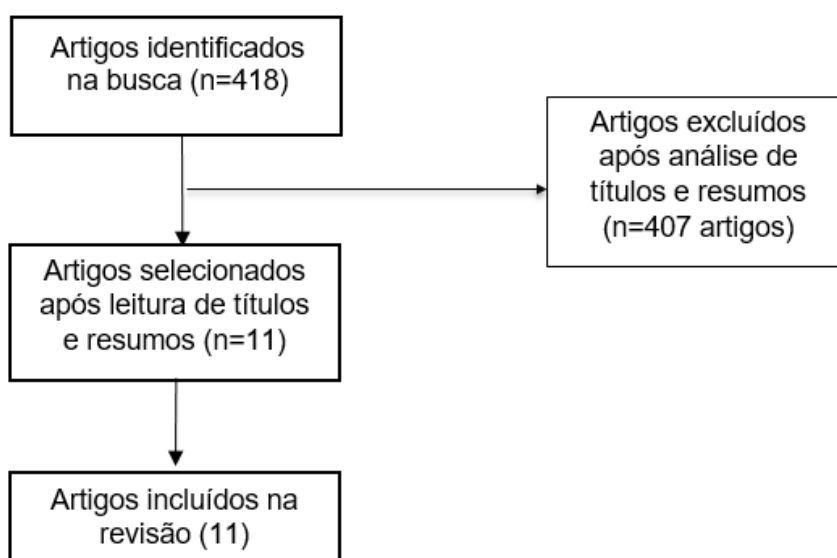 Artigos identificados
na busca (n=418)
Artigos excluídos
após análise de
títulos e resumos
(n=407 artigos)
Artigos selecionados
após leitura de títulos
e resumos (n=11)
Artigos incluídos na
revisão (11)